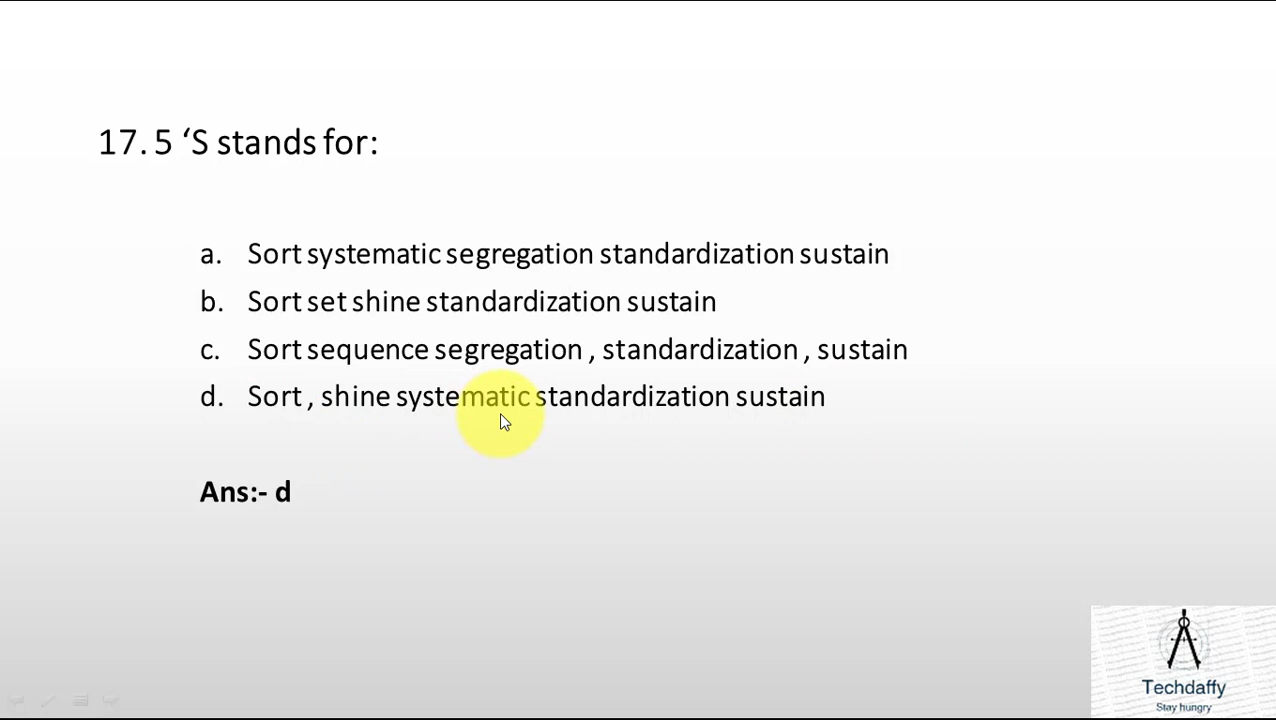 17. 5 ‘S stands for:
a. Sort systematic segregation standardization sustain
b. Sort set shine standardization sustain
c. Sort sequence segregation , standardization , sustain
d. Sort , shine systematic standardization sustain
Ans:- d
Techdaffy
Stay hungry